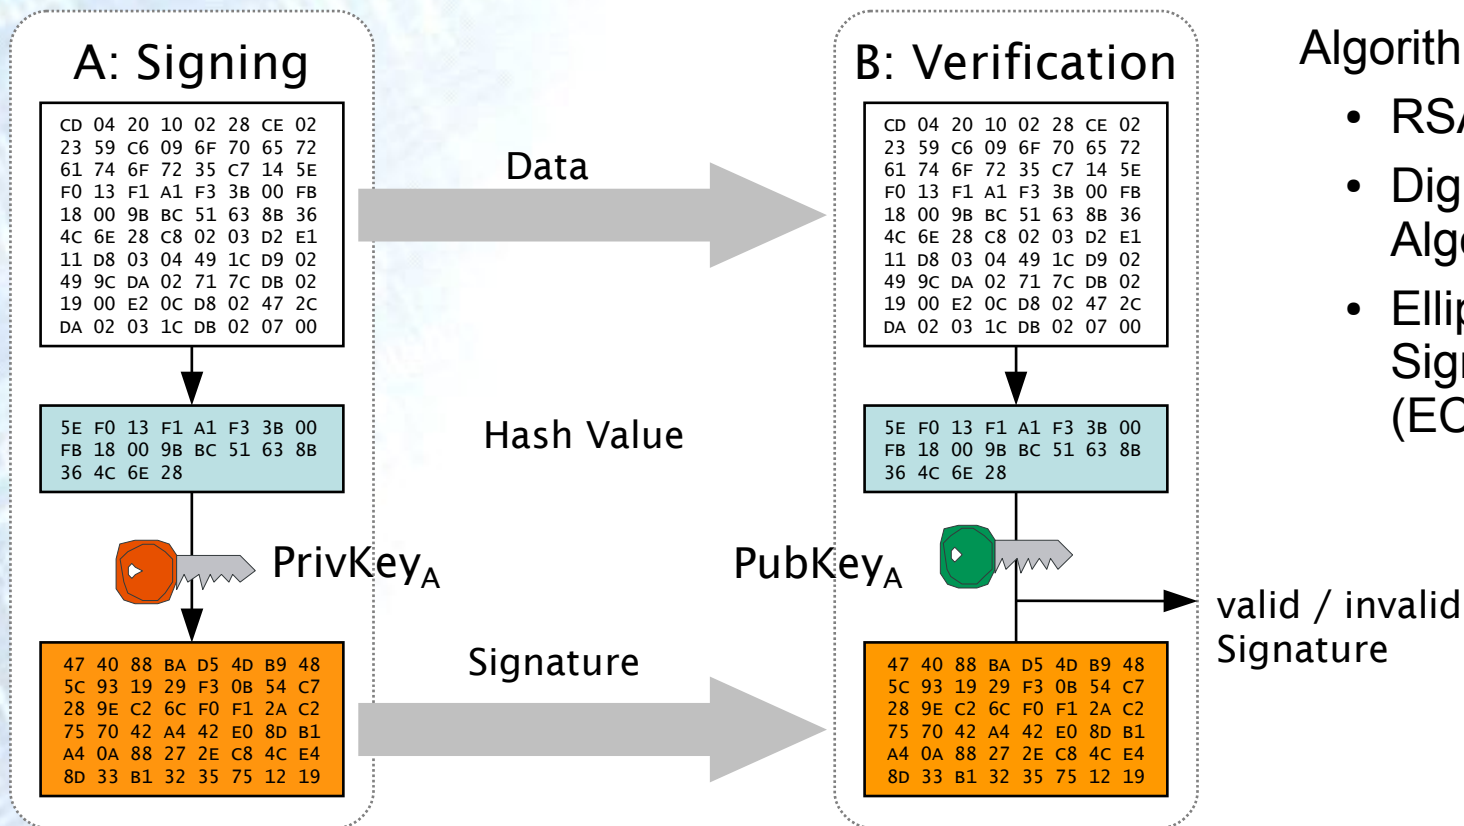 A: Signing
CD 04 20 10 02 28 CE 02
23 59 C6 09 6F 70 65 72
61 74 6F 72 35 C7 14 5E
F0 13 F1 A1 F3 3B 00 FB
18 00 9B BC 51 63 8B 36
4C 6E 28 C8 02 03 D2 E1
11 D8 03 04 49 1C D9 02
49 9C DA 02 71 7C DB 02
19 00 E2 0C D8 02 47 2C
DA 02 03 1C DB 02 07 00
5E F0 13 F1 A1 F3 3B 00
FB 18 00 9B BC 51 63 8B
36 4C 6E 28
PrivKeyA
47 40 88 BA D5 4D B9 48
5C 93 19 29 F3 0B 54 C7
28 9E C2 6C F0 F1 2A C2
75 70 42 A4 42 E0 8D B1
A4 0A 88 27 2E C8 4C E4
8D 33 B1 32 35 75 12 19
Data
Hash Value
Signature
B: Verification
CD 04 20 10 02 28 CE 02
23 59 C6 09 6F 70 65 72
61 74 6F 72 35 C7 14 5E
F0 13 F1 A1 F3 3B 00 FB
18 00 9B BC 51 63 8B 36
4C 6E 28 C8 02 03 D2 E1
11 D8 03 04 49 1C D9 02
49 9C DA 02 71 7C DB 02
19 00 E2 0C D8 02 47 2C
DA 02 03 1C DB 02 07 00
5E F0 13 F1 A1 F3 3B 00
FB 18 00 9B BC 51 63 8B
36 4C 6E 28
PubKeyA
47 40 88 BA D5 4D B9 48
5C 93 19 29 F3 0B 54 C7
28 9E C2 6C F0 F1 2A C2
75 70 42 A4 42 E0 8D B1
A4 0A 88 27 2E C8 4C E4
8D 33 B1 32 35 75 12 19
valid / invalid
Signature
Algorith
• RSA
• Dig
Algo
• Ellip
Sign
(EC